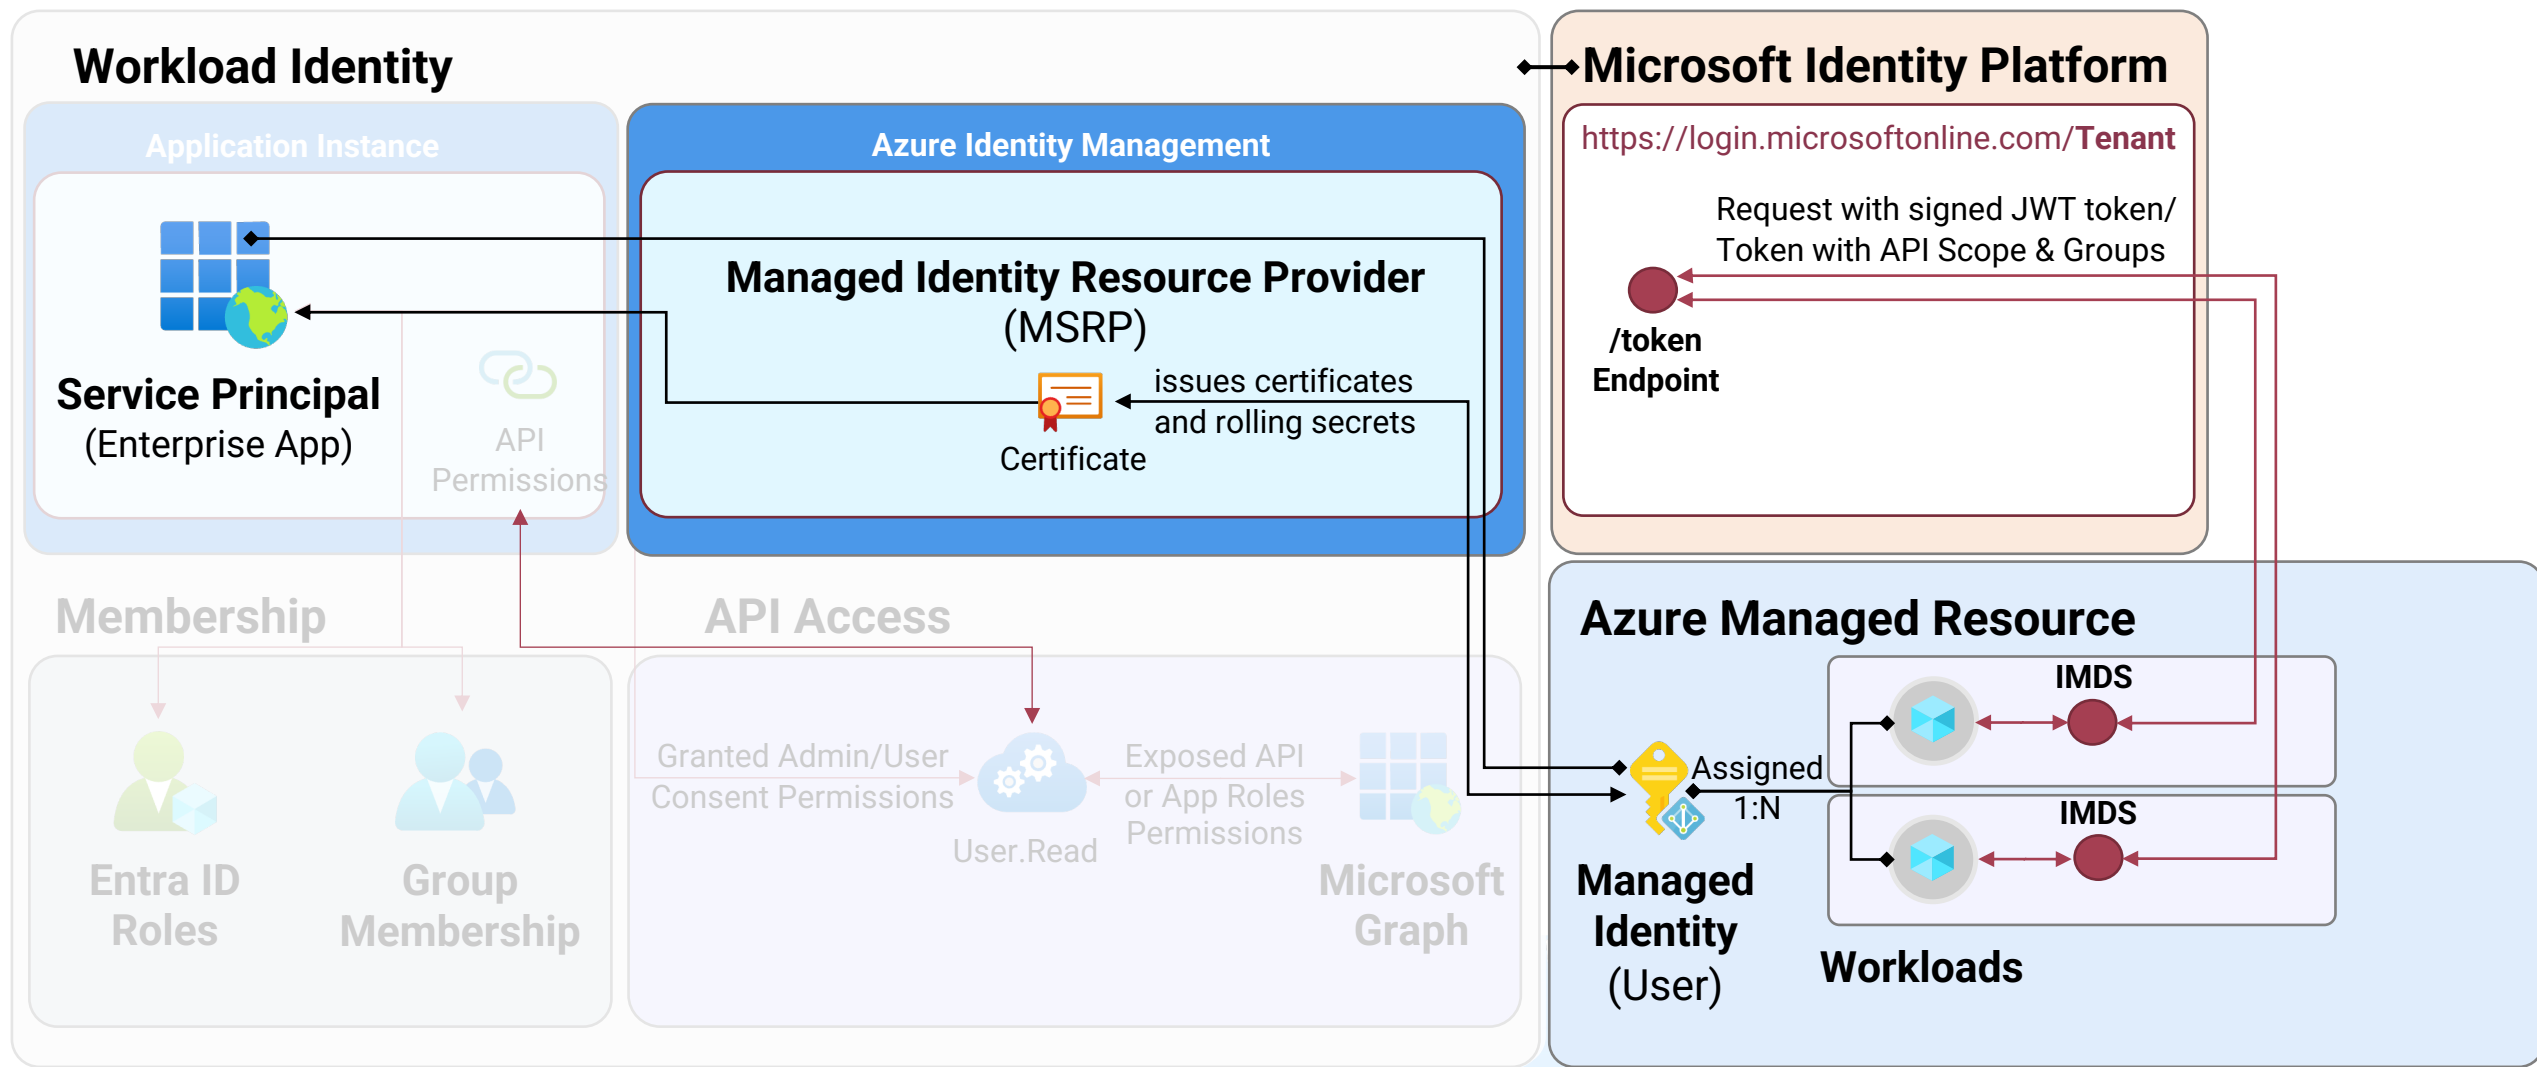 Workload Identity
Application Instance
Service Principal
(Enterprise App)
API
Permissions
Azure Identity Management
Managed Identity Resource Provider
(MSRP)
issues certificates
and rolling secrets
Certificate
Microsoft Identity Platform
https://login.microsoftonline.com/Tenant
Request with signed JWT token/
Token with API Scope & Groups
/token
Endpoint
Membership
Entra ID
Roles
Group
Membership
API Access
Granted Admin/User
Consent Permissions
User.Read
Exposed API
or App Roles
Permissions
Microsoft
Graph
Azure Managed Resource
Managed
Identity
(User)
Assigned
1:N
IMDS
IMDS
Workloads